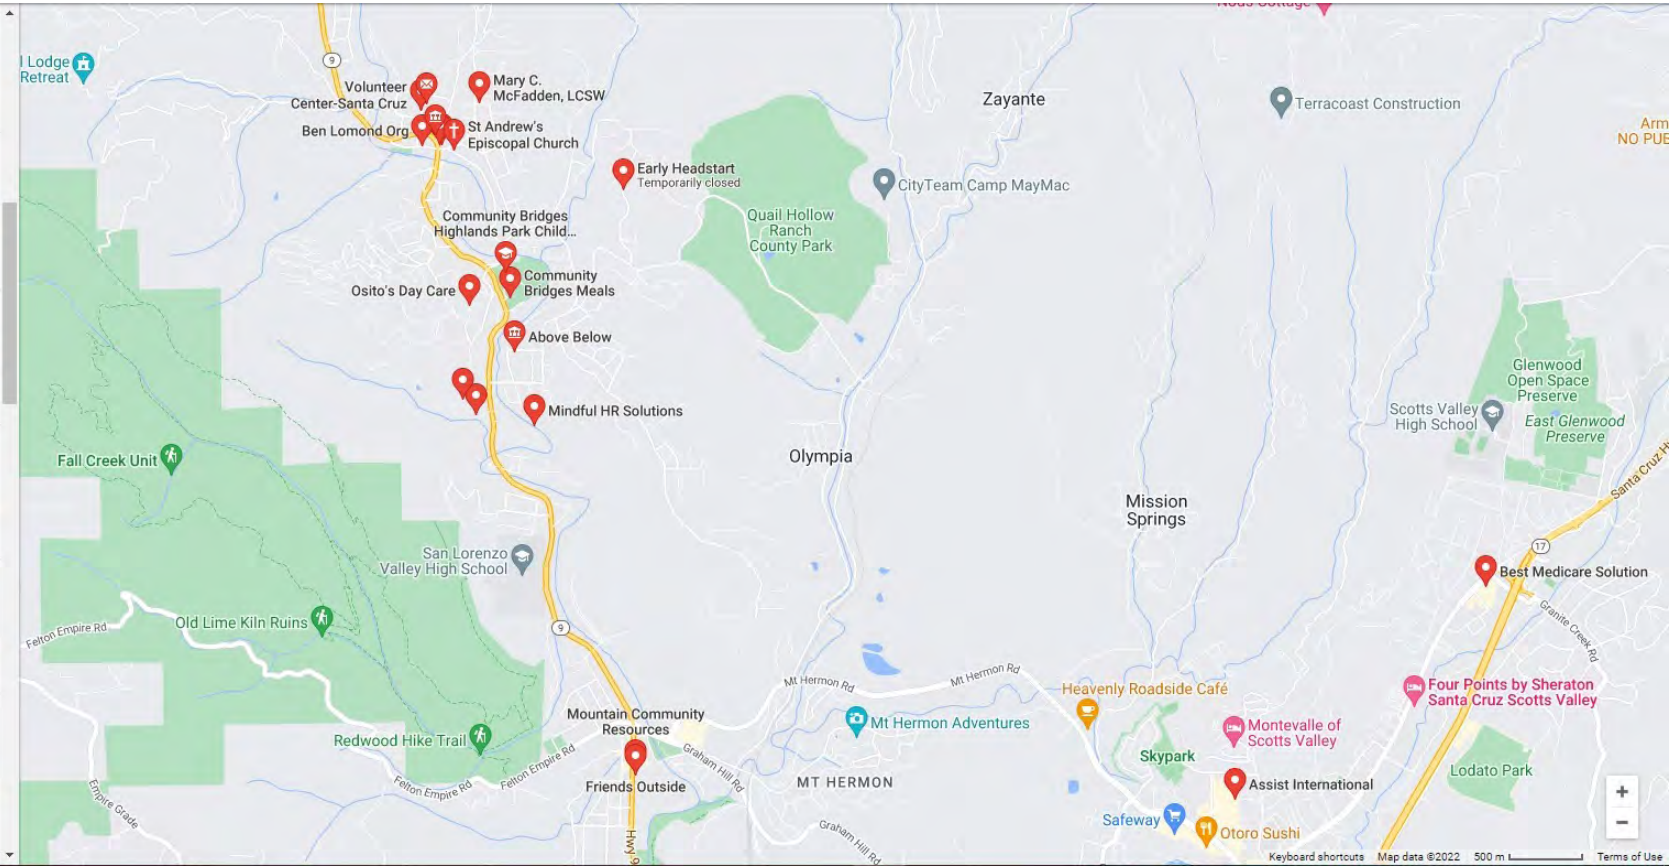 Nous Cottage
9
l Lodge
Retreat
Volunteer
Center-Santa Cruz
Mary C.
McFadden, LCSW
Zayante
Terracoast Construction
Arm
NO PUB
Ben Lomond Org
St Andrew's
Episcopal Church
Early Headstart
Temporarily closed
CityTeam Camp MayMac
Community Bridges
Highlands Park Child...
Quail Hollow
Ranch
County Park
Osito's Day Care
Community
Bridges Meals
Above Below
Glenwood
Open Space
Preserve
Mindful HR Solutions
Scotts Valley
High School
East Glenwood
Preserve
Fall Creek Unit
Olympia
Santa Cruz H
Mission
Springs
San Lorenzo
Valley High School
17
Best Medicare Solution
Granite Creek Rd
Old Lime Kiln Ruins
Felton Empire Rd
9
Mt Hermon Rd
Mt Hermon Rd
Heavenly Roadside Café
Four Points by Sheraton
Santa Cruz Scotts Valley
Mountain Community
Resources
Mt Hermon Adventures
Montevalle of
Scotts Valley
Redwood Hike Trail
Felton Empire Rd
Felton Empire Rd
Graham Hill Rd
Skypark
Lodato Park
Friends Outside
MT HERMON
Assist International
Empire Grade
Safeway
Otoro Sushi
Graham Hill Rd
Hwy 9
+
−
Keyboard shortcuts Map data ©2022 500 m Terms of Use